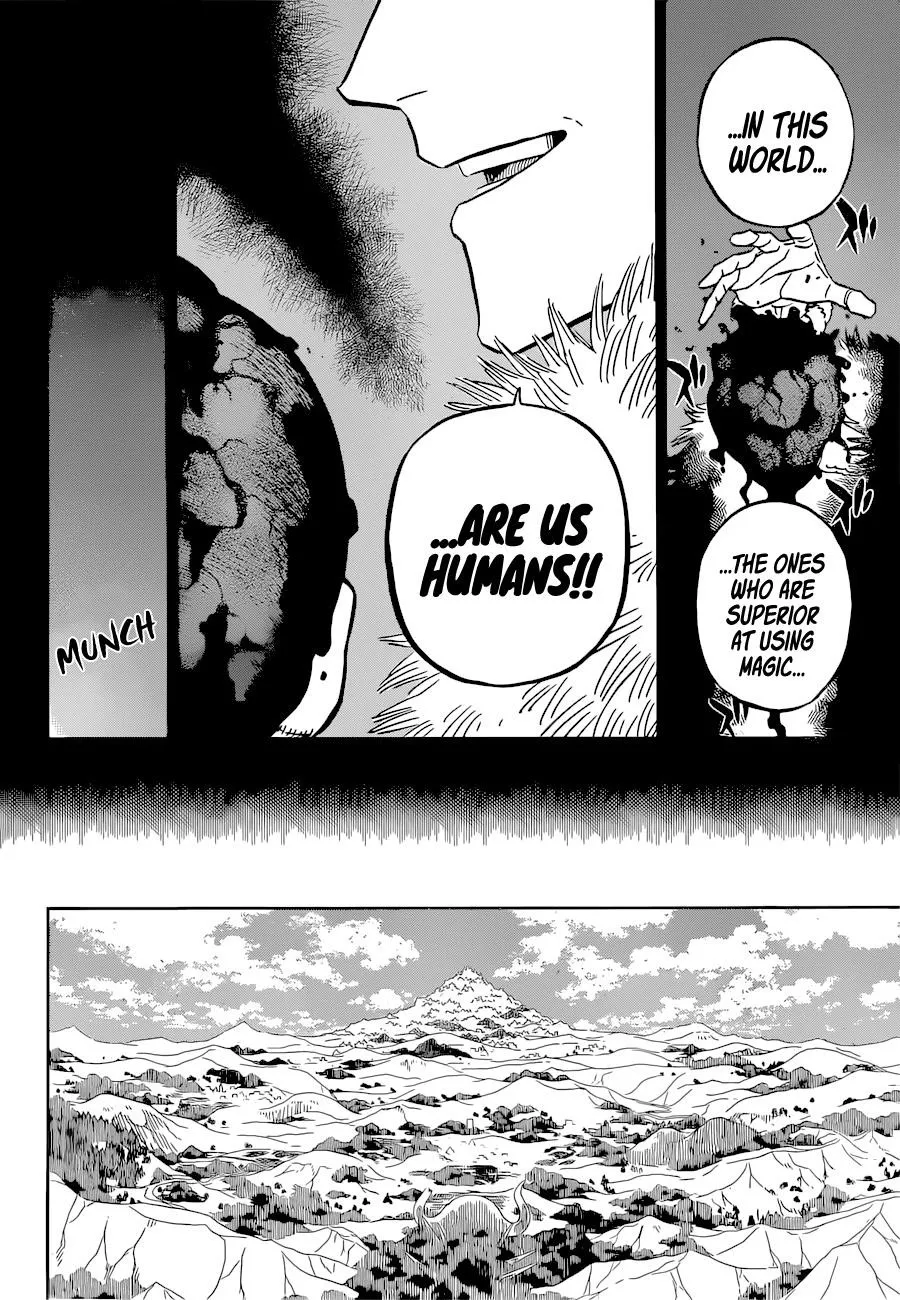 ...IN THIS
WORLD...
...THE ONES
WHO ARE
SUPERIOR
AT USING
MAGIC...
...ARE US
HUMANS!!
MUNCH